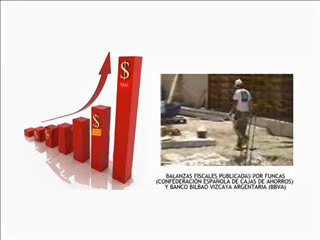 $
$
BALANZAS FISCALES PUBLICADAS POR FUNCAS
(CONFEDERACIÓN ESPAÑOLA DE CAJAS DE AHORROS)
Y BANCO BILBAO VIZCAYA ARGENTARIA (BBVA)